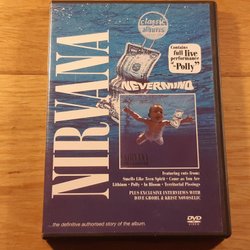 NIRVANA
classic
albums
Contains
full live
performance
of
"Polly"
NEVERMIND
NIRVANA
featuring cuts from:
Smells Like Teen Spirit · Come as You Are
Lithium · Polly · In Bloom · Territorial Pissings
PLUS EXCLUSIVE INTERVIEWS WITH
DAVE GROHL & KRIST NOVOSELIC
...the definitive authorised story of the album.
DVD